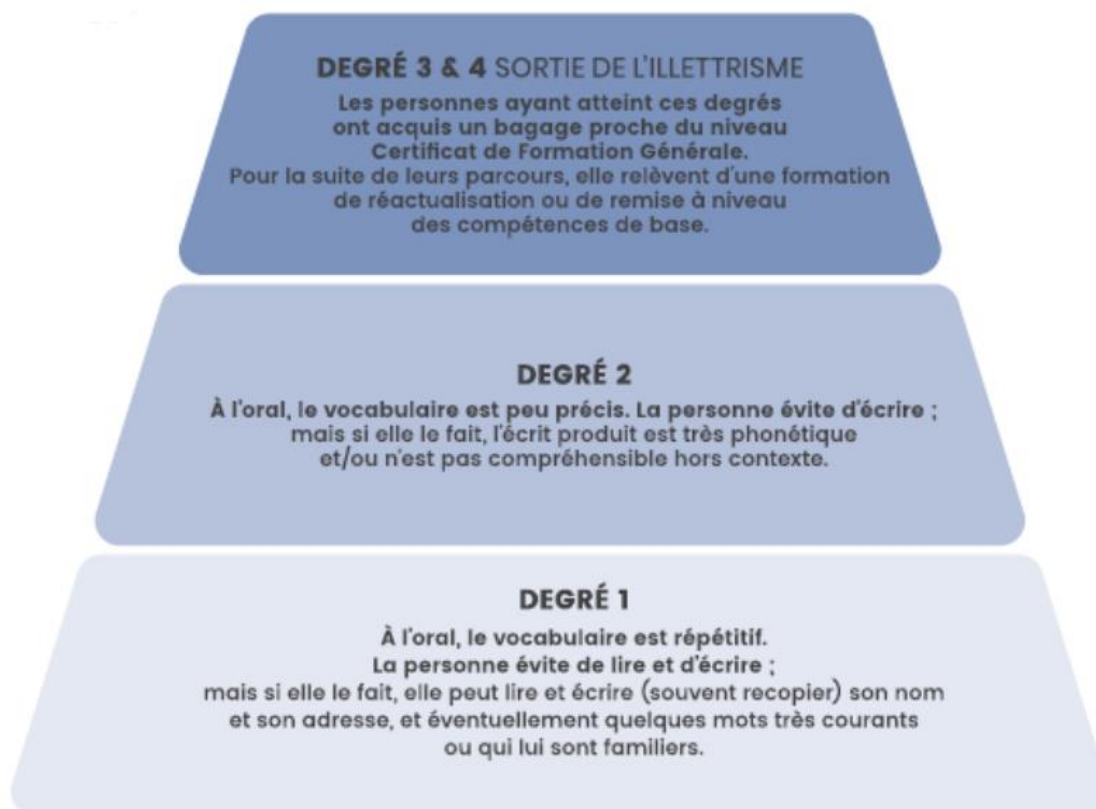 DEGRÉ 3 & 4 SORTIE DE L'ILLETTRISME
Les personnes ayant atteint ces degrés
ont acquis un bagage proche du niveau
Certificat de Formation Générale.
Pour la suite de leurs parcours, elle relèvent d'une formation
de réactualisation ou de remise à niveau
des compétences de base.
DEGRÉ 2
À l'oral, le vocabulaire est peu précis. La personne évite d'écrire ;
mais si elle le fait, l'écrit produit est très phonétique
et/ou n'est pas compréhensible hors contexte.
DEGRÉ 1
À l'oral, le vocabulaire est répétitif.
La personne évite de lire et d'écrire ;
mais si elle le fait, elle peut lire et écrire (souvent recopier) son nom
et son adresse, et éventuellement quelques mots très courants
ou qui lui sont familiers.